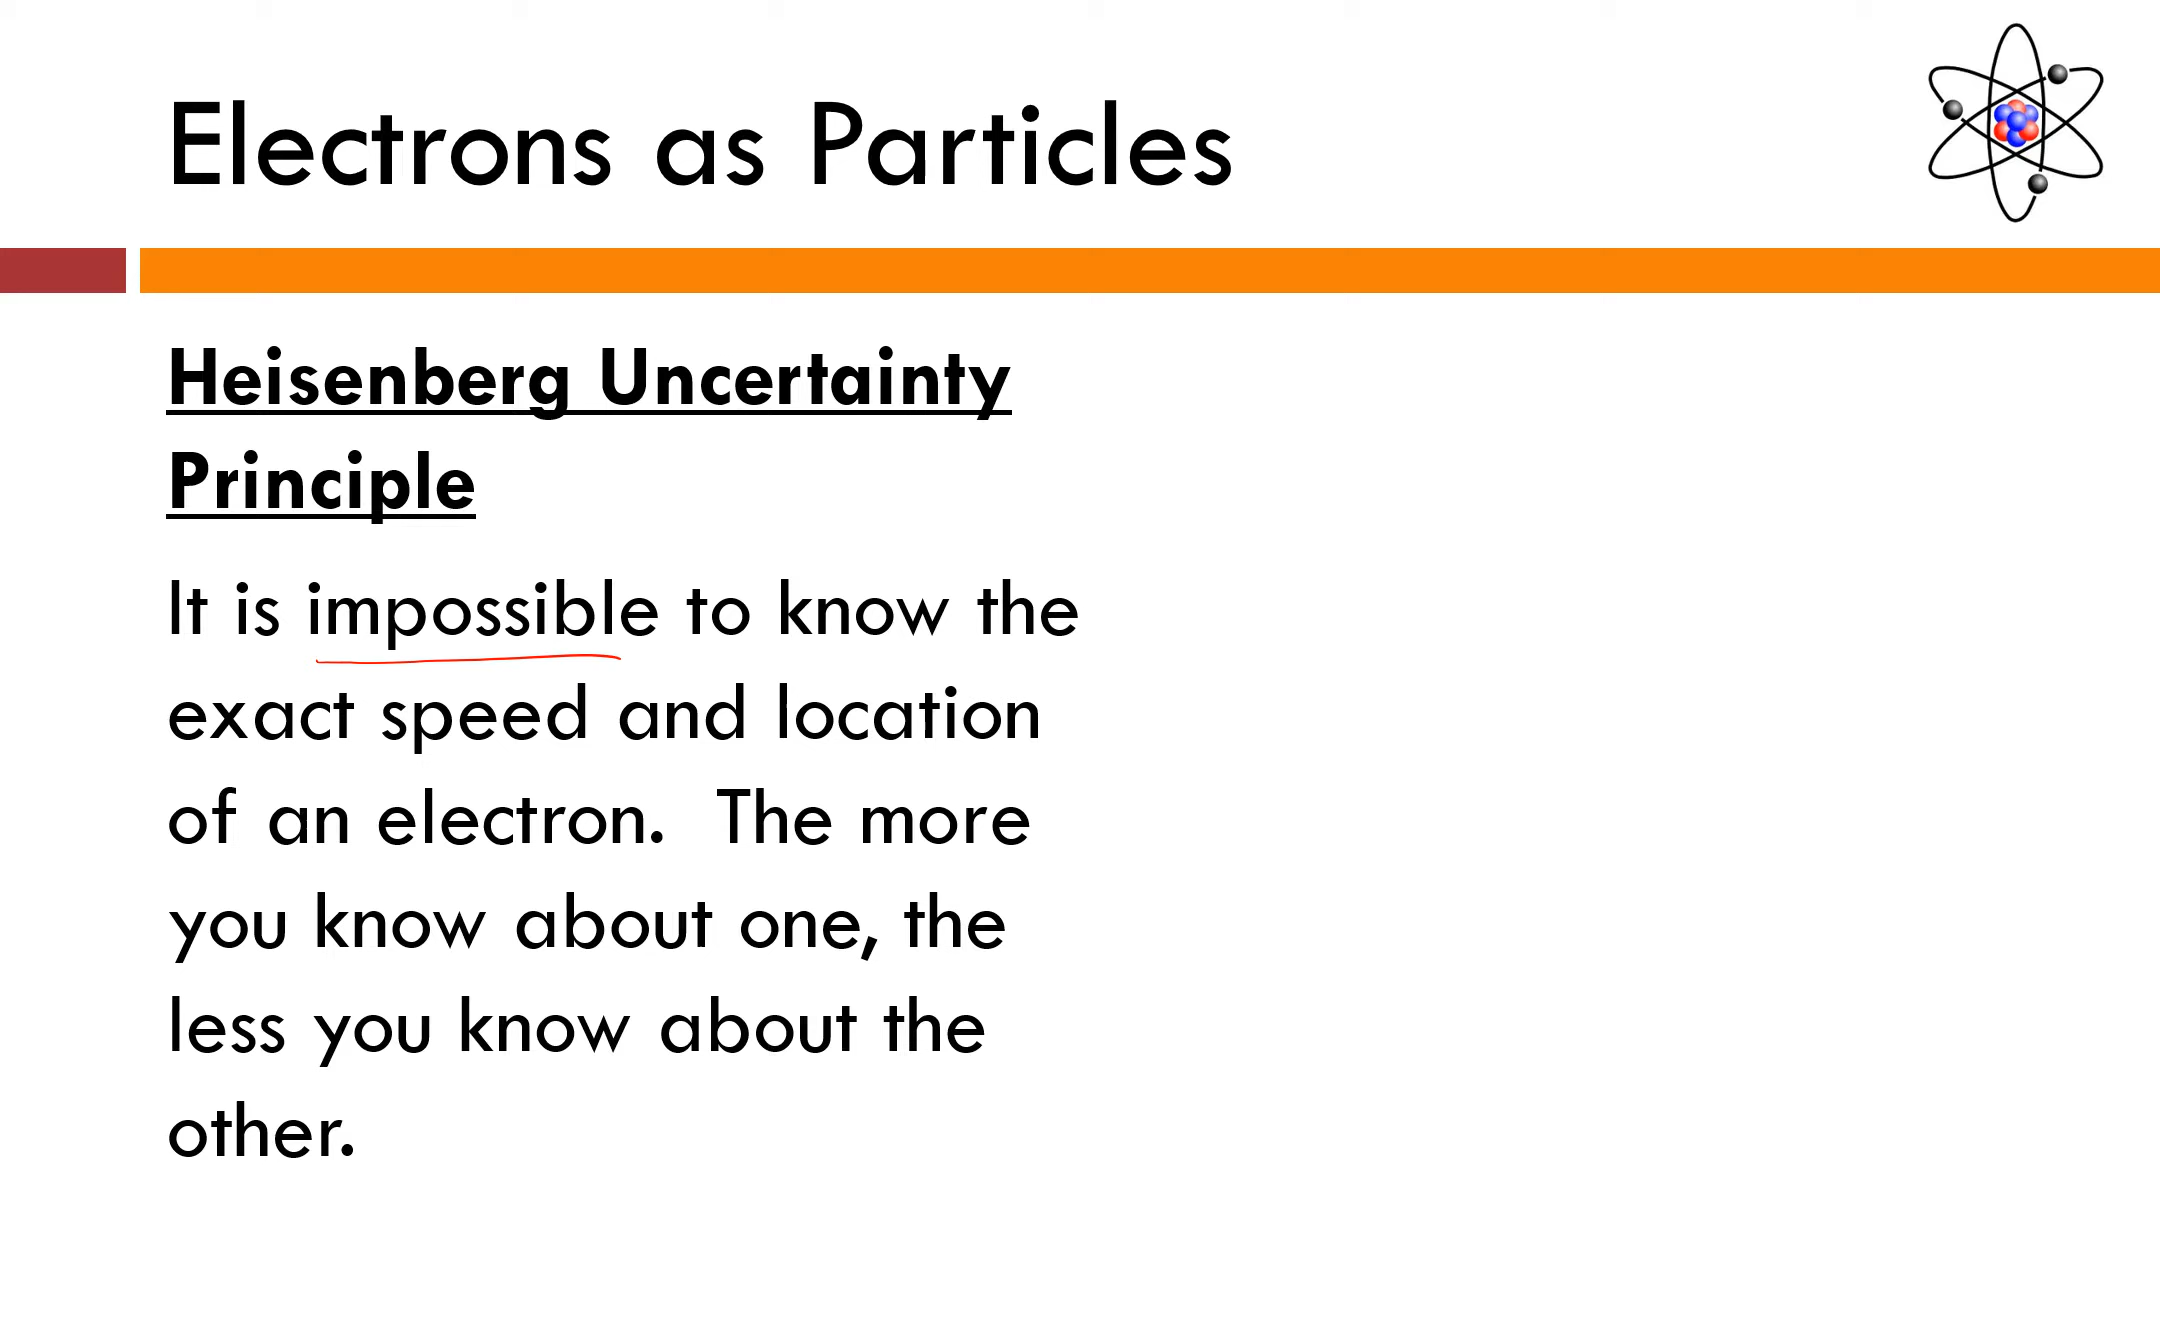 Electrons as Particles
Heisenberg Uncertainty
Principle
It is impossible to know the
exact speed and location
of an electron.  The more
you know about one, the
less you know about the
other.